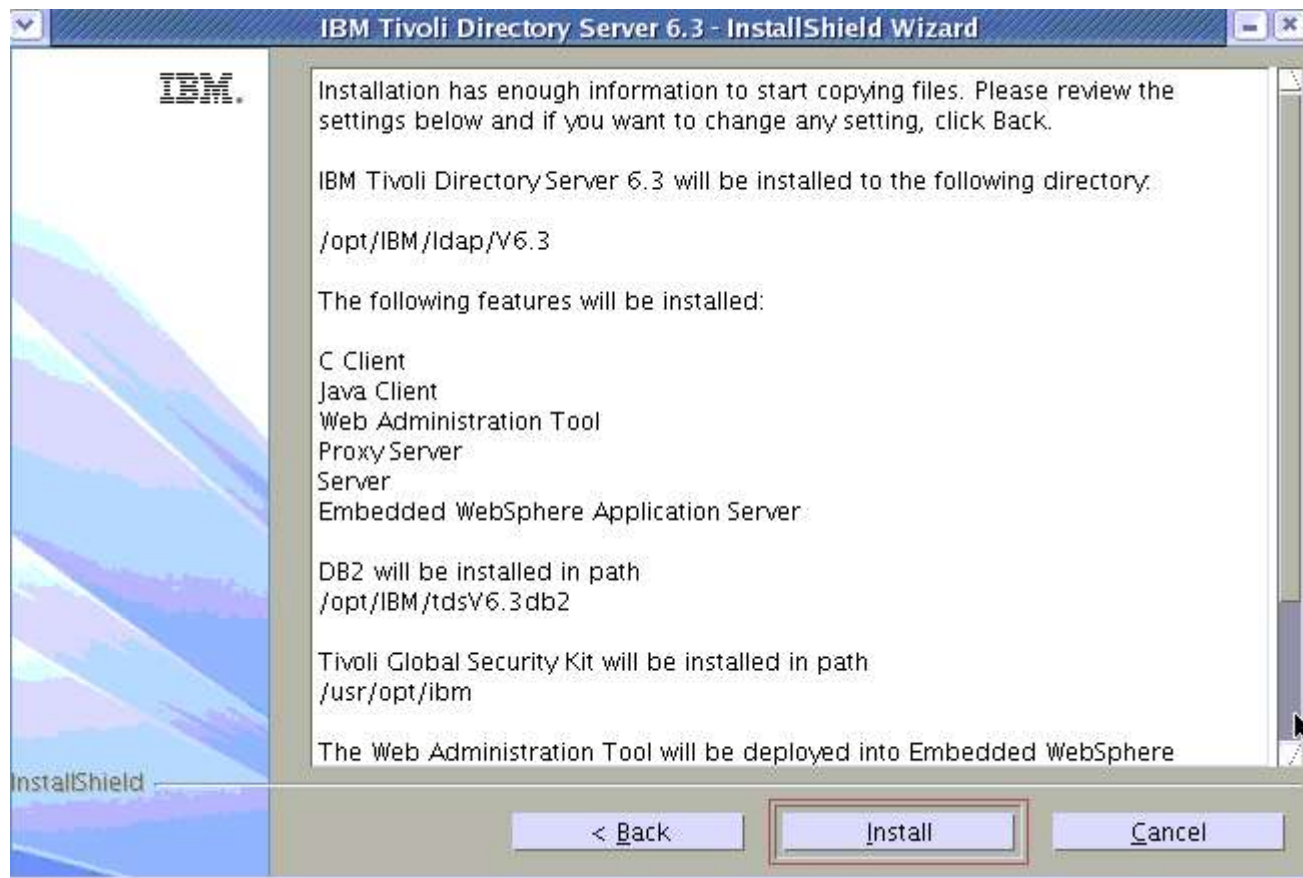 IBM Tivoli Directory Server 6.3 - InstallShield Wizard
IBM.
Installation has enough information to start copying files. Please review the
settings below and if you want to change any setting, click Back.
IBM Tivoli Directory Server 6.3 will be installed to the following directory:
/opt/IBM/ldap/V6.3
The following features will be installed:
C Client
Java Client
Web Administration Tool
Proxy Server
Server
Embedded WebSphere Application Server
DB2 will be installed in path
/opt/IBM/tdsV6.3db2
Tivoli Global Security Kit will be installed in path
/usr/opt/ibm
The Web Administration Tool will be deployed into Embedded WebSphere
InstallShield
< Back
Install
Cancel